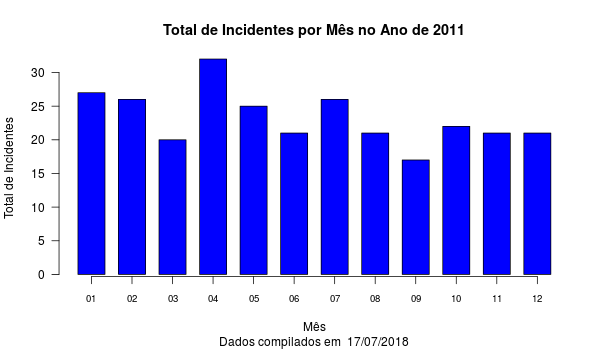 Total de Incidentes por Mês no Ano de 2011
Total de Incidentes
30
25
20
15
10
5
0
01 02 03 04 05 06 07 08 09 10 11 12
Mês
Dados compilados em 17/07/2018